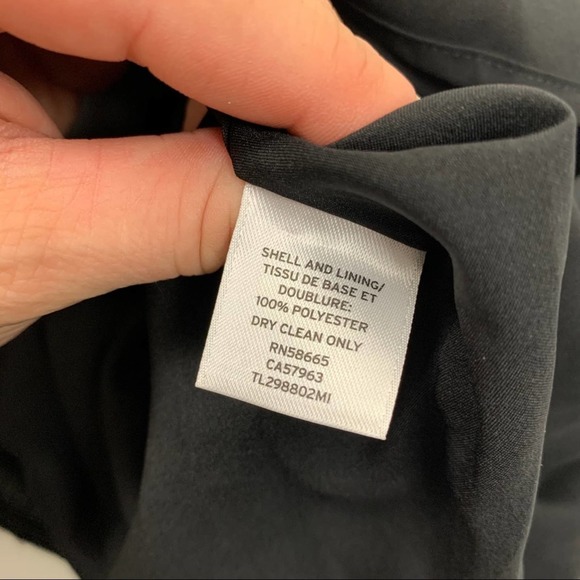 SHELL AND LINING/
TISSU DE BASE ET
DOUBLURE:
100% POLYESTER
DRY CLEAN ONLY
RN58665
CA57963
TL298802MI